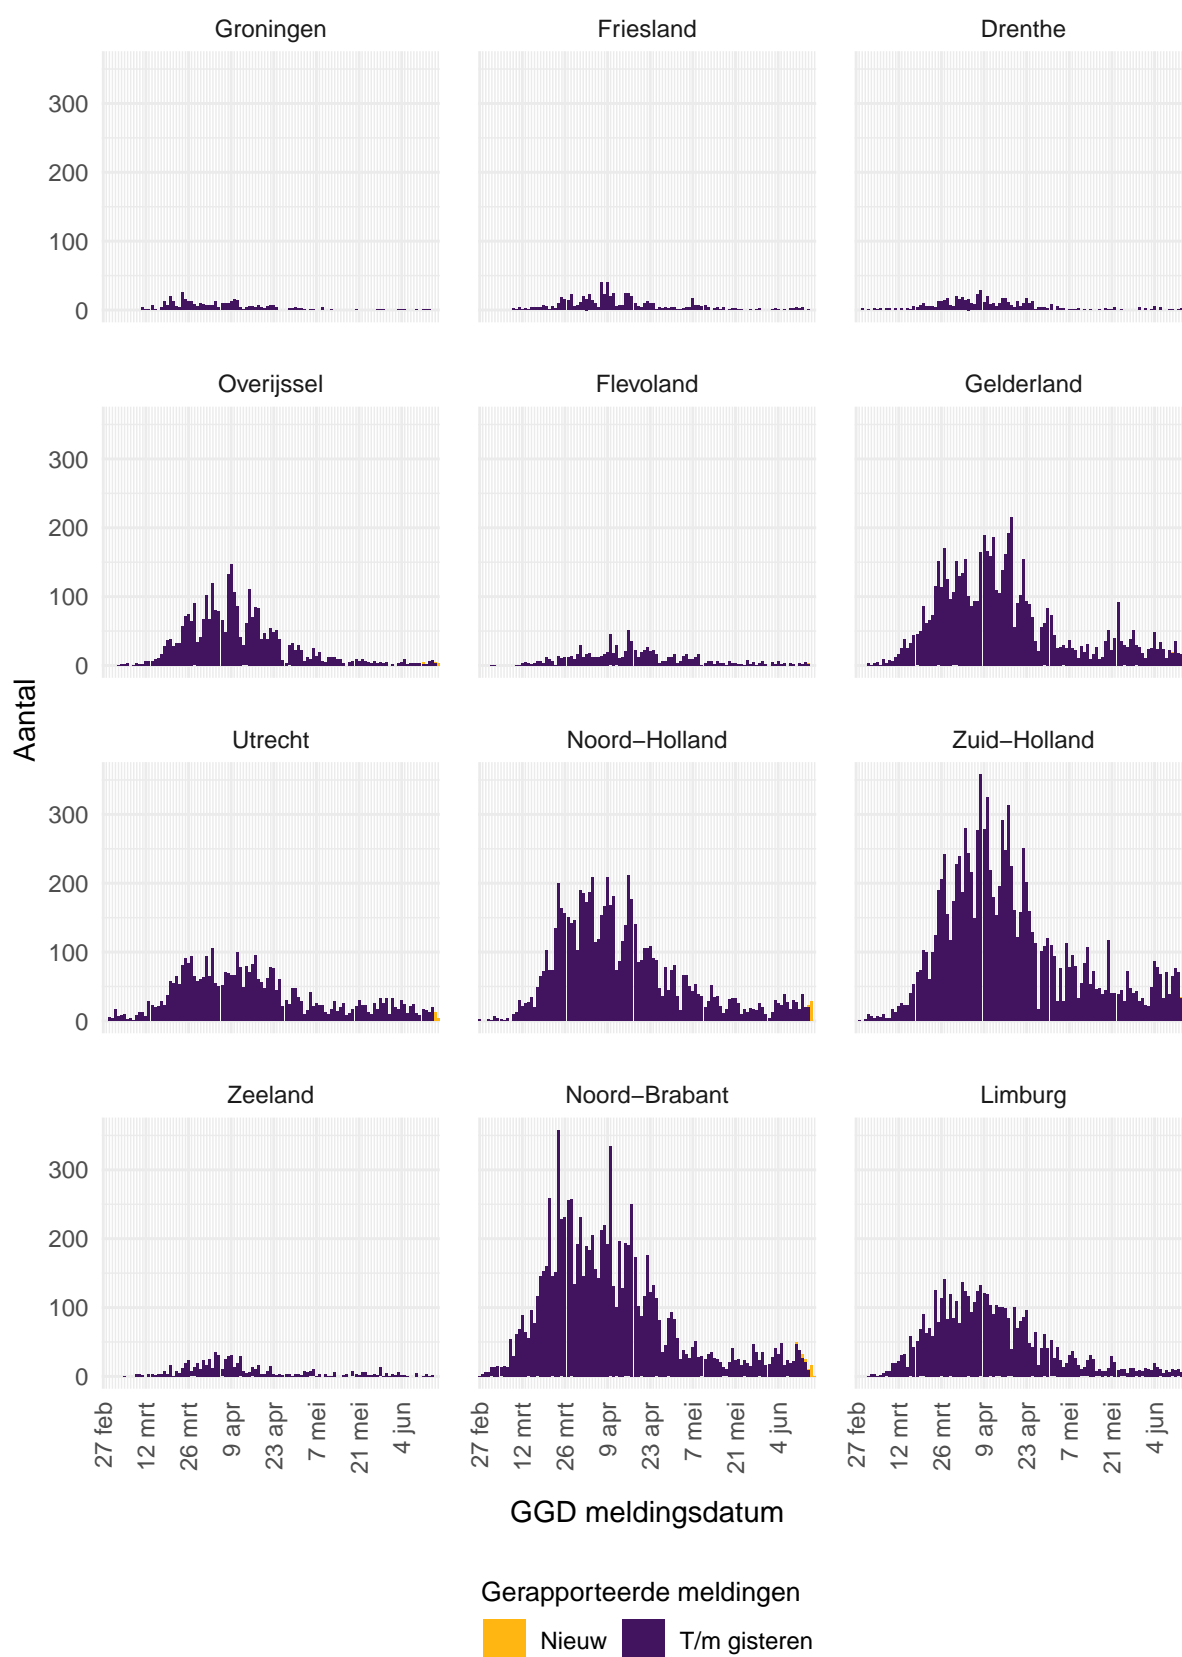 Groningen Friesland Drenthe
300
200
100
0
Overijssel Flevoland Gelderland
300
200
100
0
Aantal
Utrecht Noord−Holland Zuid−Holland
300
200
100
0
Zeeland Noord−Brabant Limburg
300
200
100
0
27 feb 12 mrt 26 mrt 9 apr 23 apr 7 mei 21 mei 4 jun 27 feb 12 mrt 26 mrt 9 apr 23 apr 7 mei 21 mei 4 jun 27 feb 12 mrt 26 mrt 9 apr 23 apr 7 mei 21 mei 4 jun
GGD meldingsdatum
Gerapporteerde meldingen
Nieuw T/m gisteren